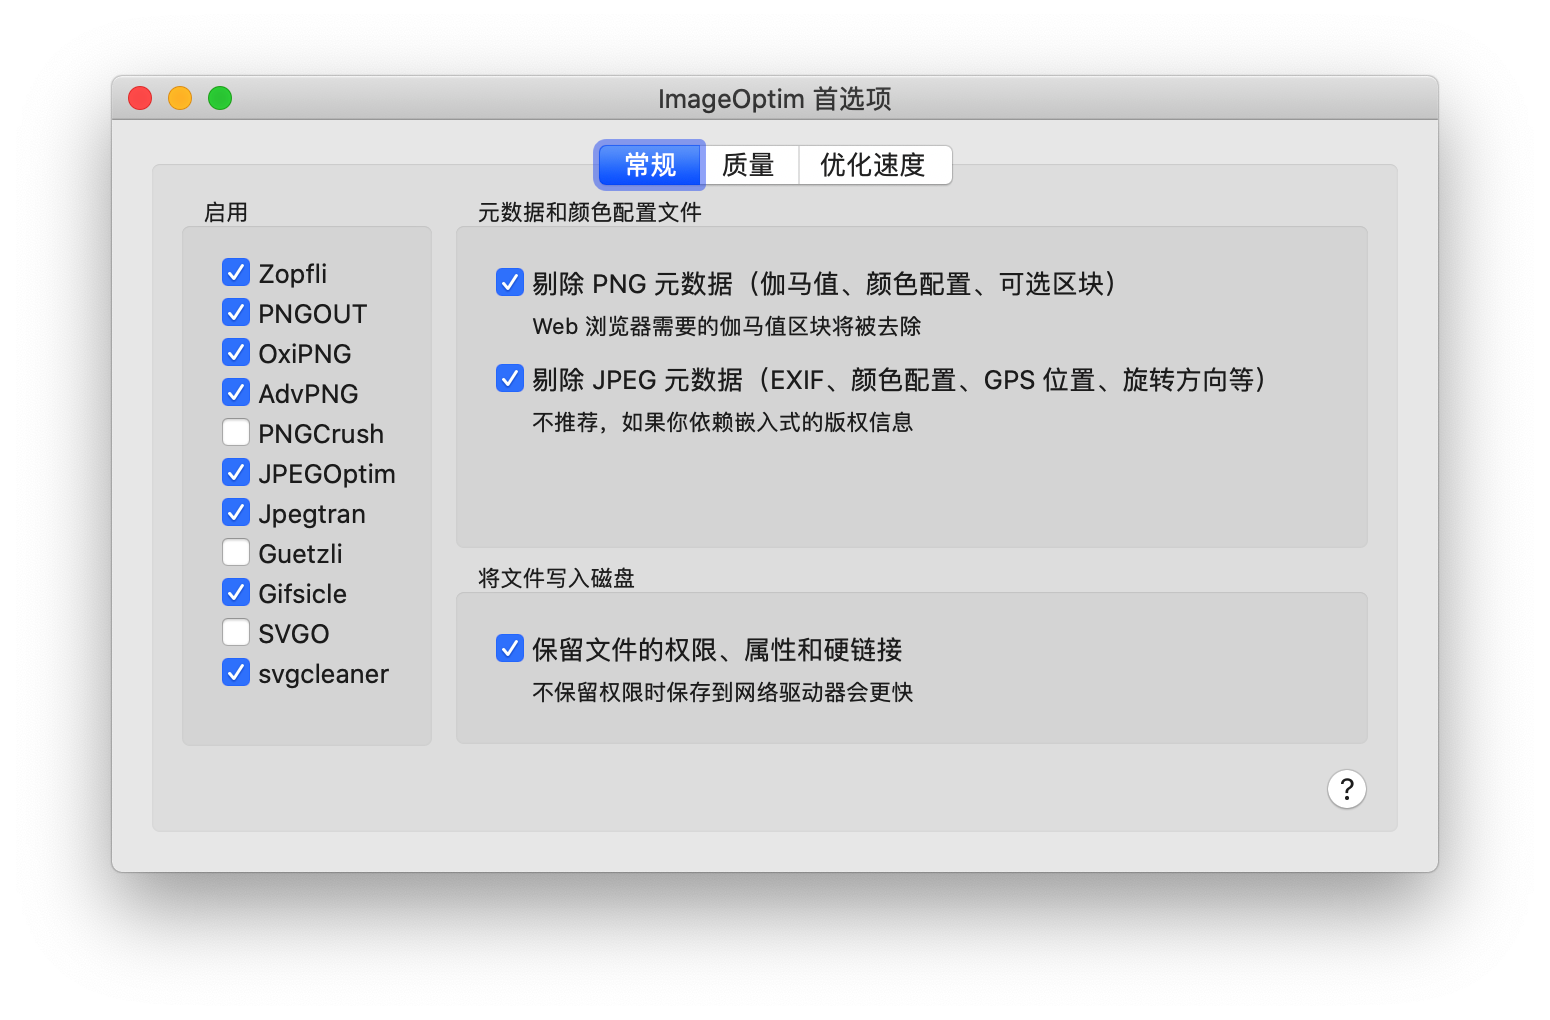 ImageOptim 首选项
常规 质量 优化速度
启用
Zopfli
PNGOUT
OxiPNG
AdvPNG
PNGCrush
JPEGOptim
Jpegtran
Guetzli
Gifsicle
SVGO
svgcleaner
元数据和颜色配置文件
剔除 PNG 元数据（伽马值、颜色配置、可选区块）
Web 浏览器需要的伽马值区块将被去除
剔除 JPEG 元数据（EXIF、颜色配置、GPS 位置、旋转方向等）
不推荐，如果你依赖嵌入式的版权信息
将文件写入磁盘
保留文件的权限、属性和硬链接
不保留权限时保存到网络驱动器会更快
?